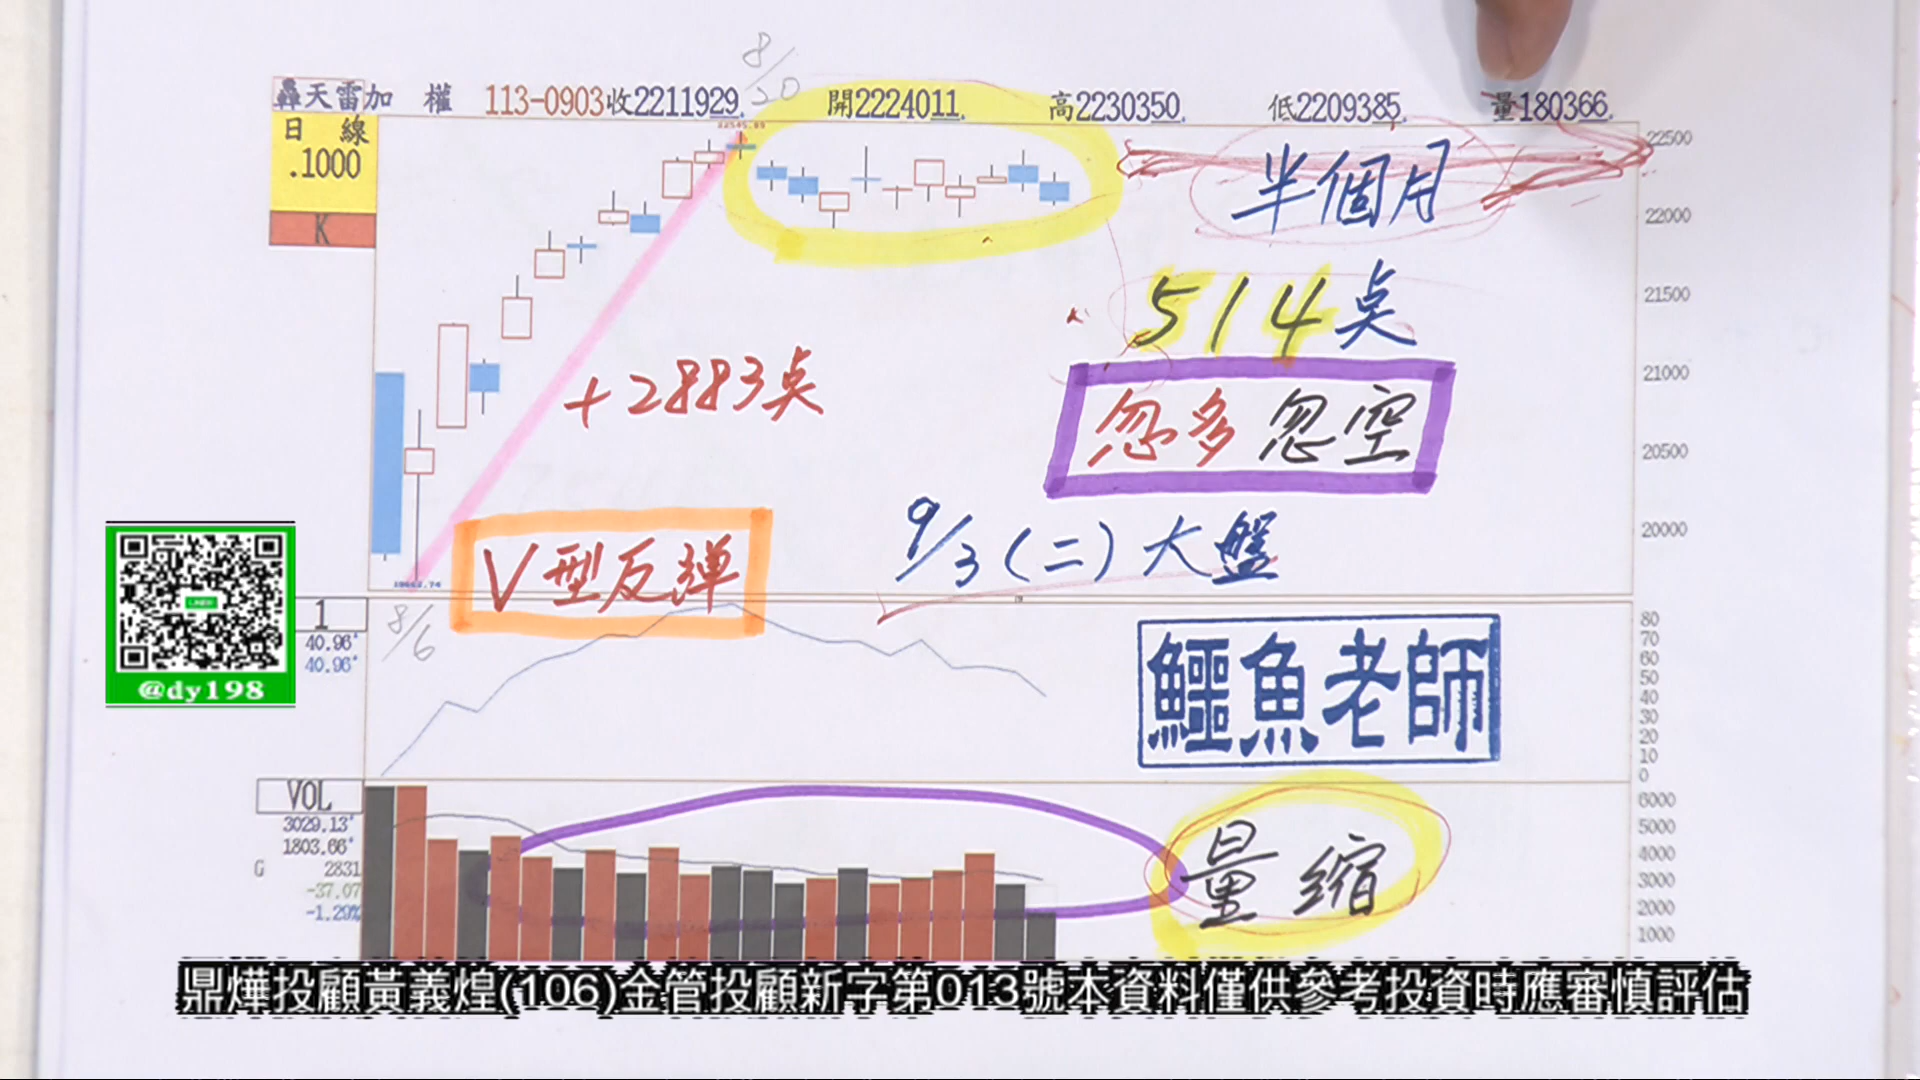 8/20
轟天雷加 權 113-0903收2211929. 開2224011. 高2230350. 低2209385. 量180366.
日 線
.1000
K
22500
22000
21500
21000
20500
20000
半個月
514点
+2883点
忽多忽空
V型反弹
9/3(二)大盤
8/6
1
40.96
40.96
80
70
60
50
40
30
20
10
0
鱷魚老師
@dy198
VOL
3029.13
1803.66
G 2831
-37.07
-1.29%
6000
5000
4000
3000
2000
1000
量縮
鼎燁投顧黃義煌(106)金管投顧新字第013號本資料僅供參考投資時應審慎評估